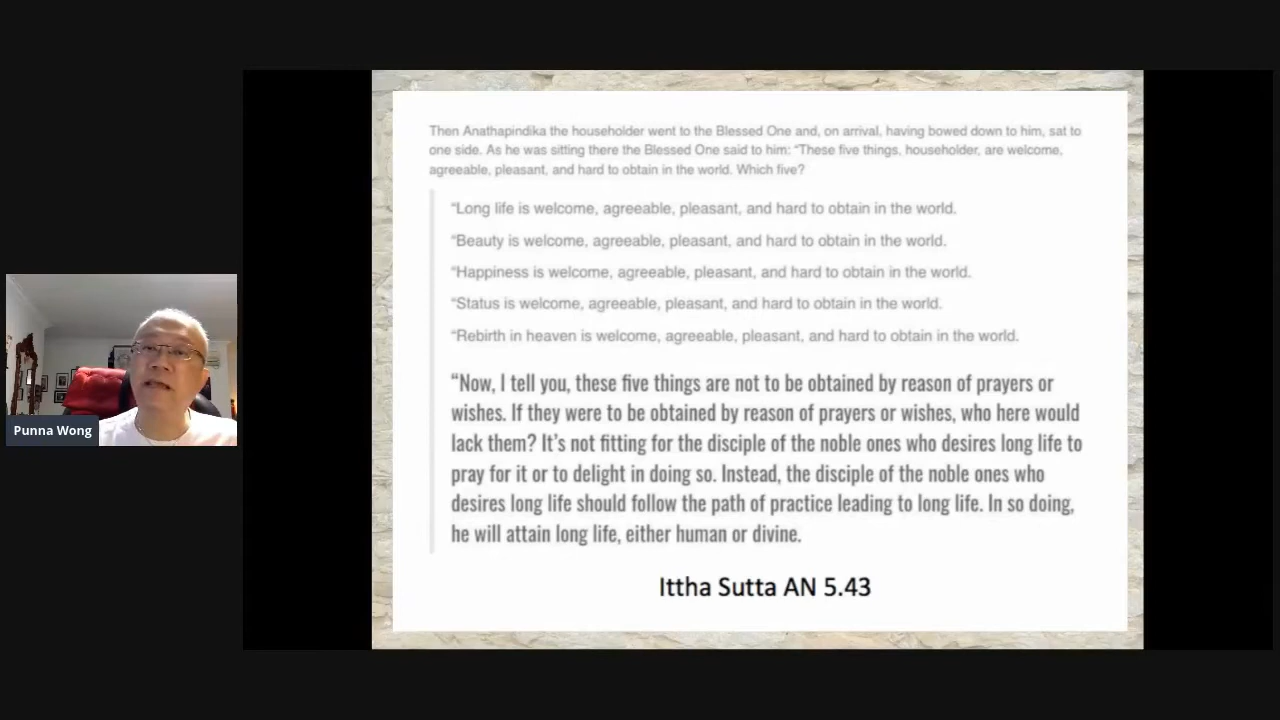 Then Anathapindika the householder went to the Blessed One and, on arrival, having bowed down to him, sat to
one side. As he was sitting there the Blessed One said to him: “These five things, householder, are welcome,
agreeable, pleasant, and hard to obtain in the world. Which five?
“Long life is welcome, agreeable, pleasant, and hard to obtain in the world.
“Beauty is welcome, agreeable, pleasant, and hard to obtain in the world.
“Happiness is welcome, agreeable, pleasant, and hard to obtain in the world.
“Status is welcome, agreeable, pleasant, and hard to obtain in the world.
“Rebirth in heaven is welcome, agreeable, pleasant, and hard to obtain in the world.
“Now, I tell you, these five things are not to be obtained by reason of prayers or
wishes. If they were to be obtained by reason of prayers or wishes, who here would
lack them? It’s not fitting for the disciple of the noble ones who desires long life to
pray for it or to delight in doing so. Instead, the disciple of the noble ones who
desires long life should follow the path of practice leading to long life. In so doing,
he will attain long life, either human or divine.
Ittha Sutta AN 5.43
Punna Wong